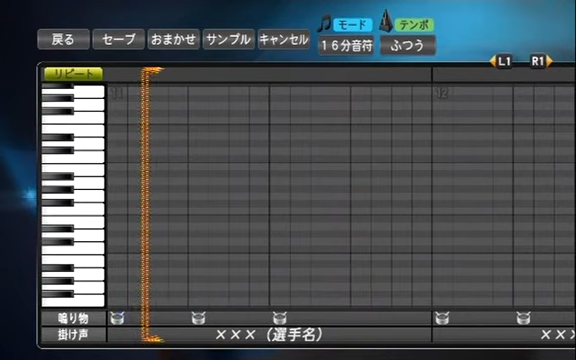 モード テンポ
戻る セーブ おまかせ サンプル キャンセル 16分音符 ふつう
L1 R1
リピート
11 12
鳴り物
掛け声 ×××(選手名) ×××